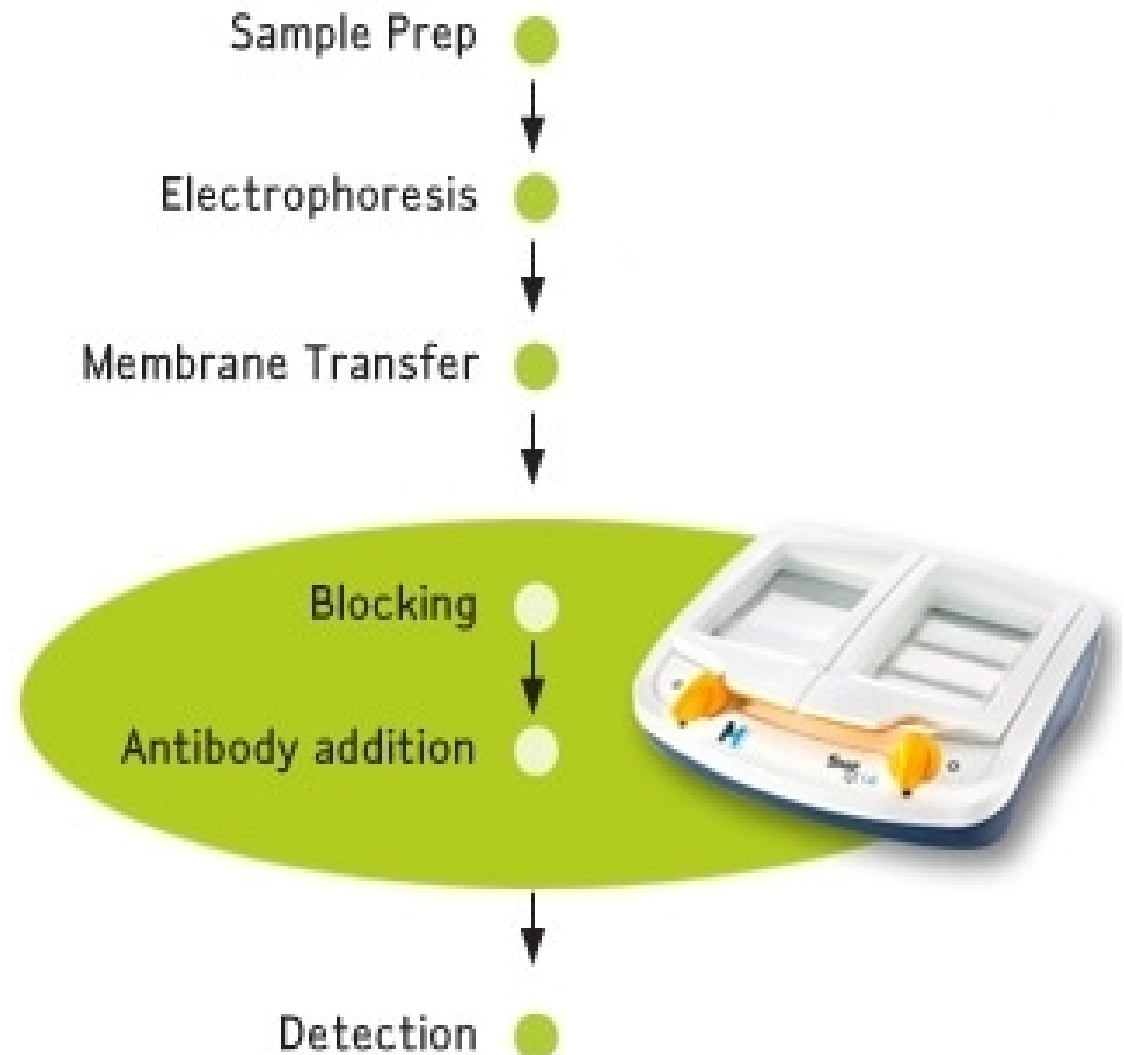 Sample Prep
Electrophoresis
Membrane Transfer
Blocking
Antibody addition
Detection